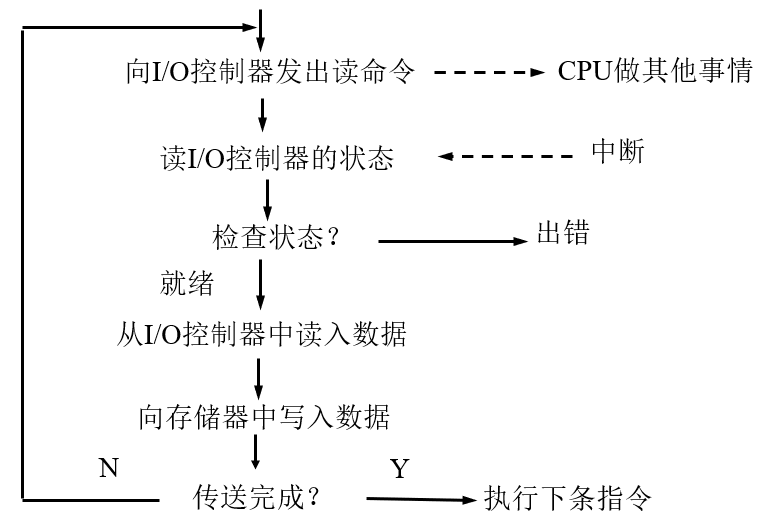 向I/O控制器发出读命令
CPU做其他事情
读I/O控制器的状态
中断
检查状态？
出错
就绪
从I/O控制器中读入数据
向存储器中写入数据
N
传送完成？
Y
执行下条指令